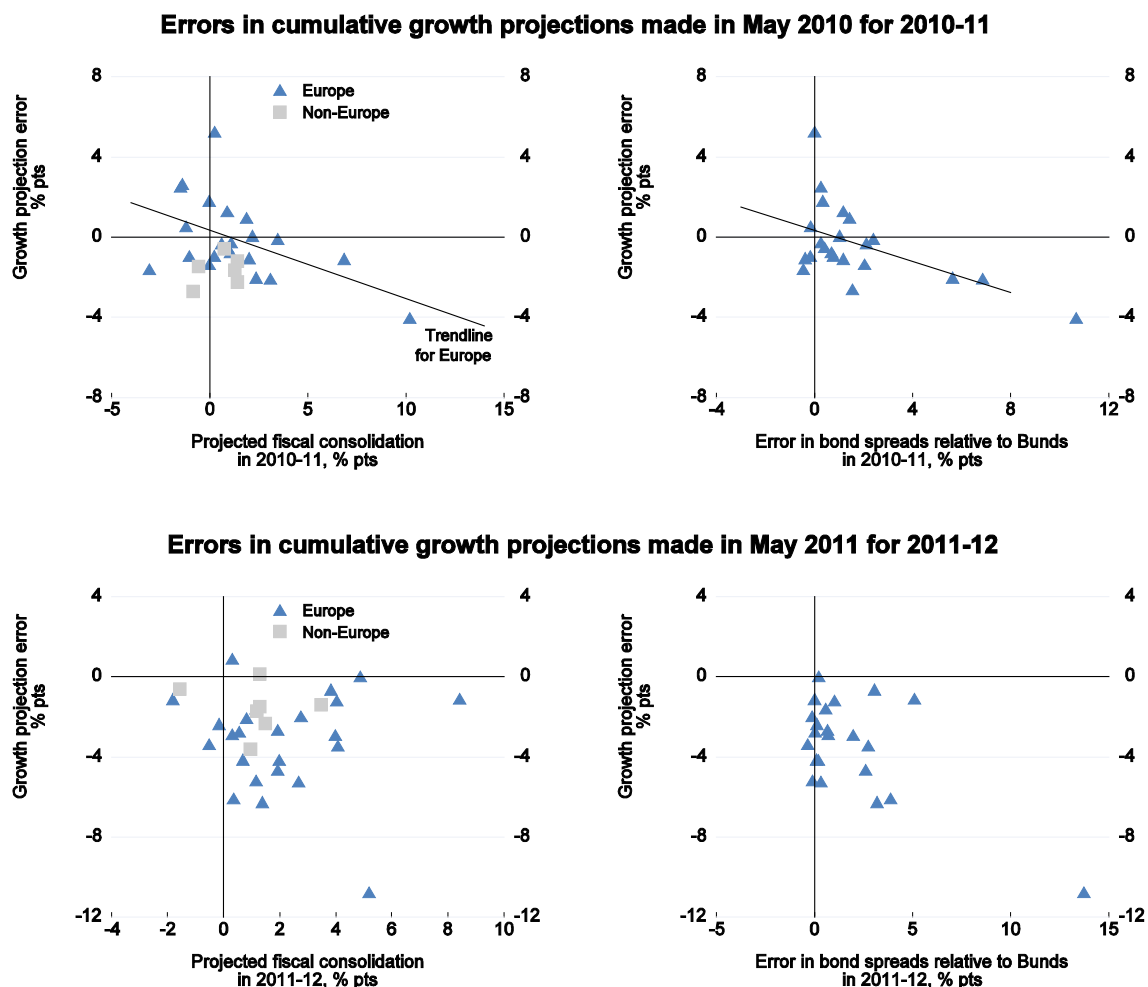 Errors in cumulative growth projections made in May 2010 for 2010-11
Growth projection error
% pts
8
4
0
-4
-8
Europe
Non-Europe
8
4
0
-4
-8
Trendline
for Europe
-5
0
5
10
15
Projected fiscal consolidation
in 2010-11, % pts
Growth projection error
% pts
8
4
0
-4
-8
8
4
0
-4
-8
-4
0
4
8
12
Error in bond spreads relative to Bunds
in 2010-11, % pts
Errors in cumulative growth projections made in May 2011 for 2011-12
Growth projection error
% pts
4
0
-4
-8
-12
Europe
Non-Europe
4
0
-4
-8
-12
-4
-2
0
2
4
6
8
10
Projected fiscal consolidation
in 2011-12, % pts
Growth projection error
% pts
4
0
-4
-8
-12
4
0
-4
-8
-12
-5
0
5
10
15
Error in bond spreads relative to Bunds
in 2011-12, % pts